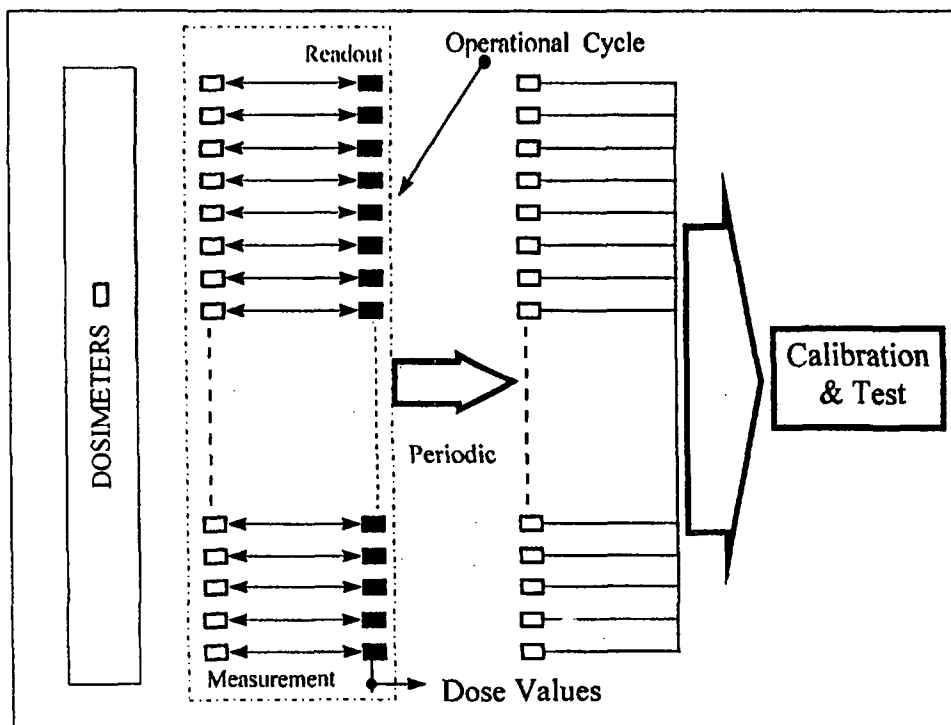 Readout
Operational Cycle
DOSIMETERS
Periodic
Calibration
& Test
Measurement
Dose Values